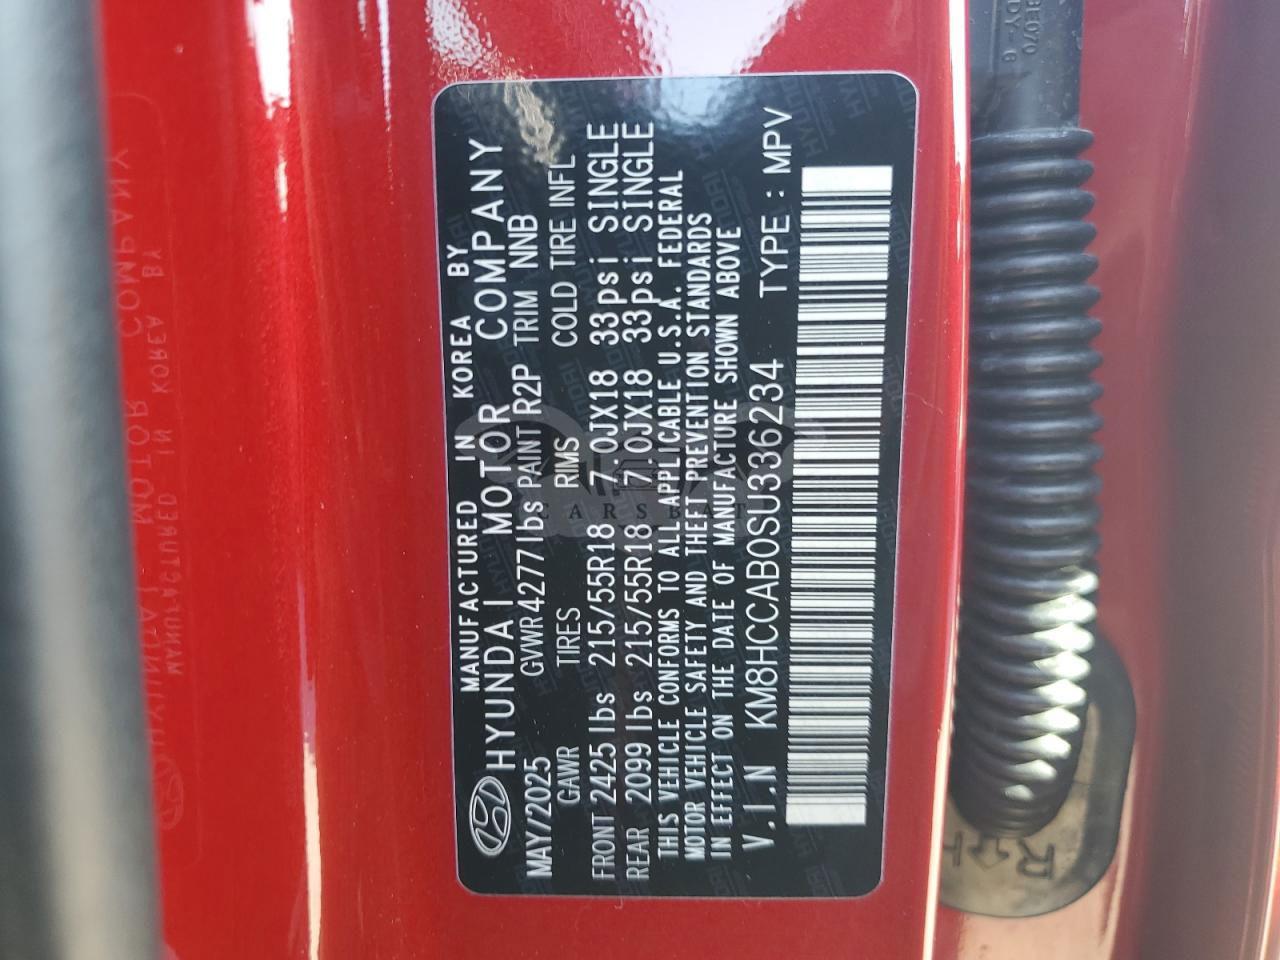 MANUFACTURED IN KOREA BY
HYUNDAI MOTOR COMPANY
MAY/2025 GVWR 4277lbs PAINT R2P TRIM NNB
GAWR TIRES RIMS COLD TIRE INFL
FRONT 2425 lbs 215/55R18 7.0JX18 33psi SINGLE
REAR 2099 lbs 215/55R18 7.0JX18 33psi SINGLE
THIS VEHICLE CONFORMS TO ALL APPLICABLE U.S.A. FEDERAL
MOTOR VEHICLE SAFETY AND THEFT PREVENTION STANDARDS
IN EFFECT ON THE DATE OF MANUFACTURE SHOWN ABOVE
V.I.N KM8HCCAB0SU336234 TYPE : MPV
CARSBAT